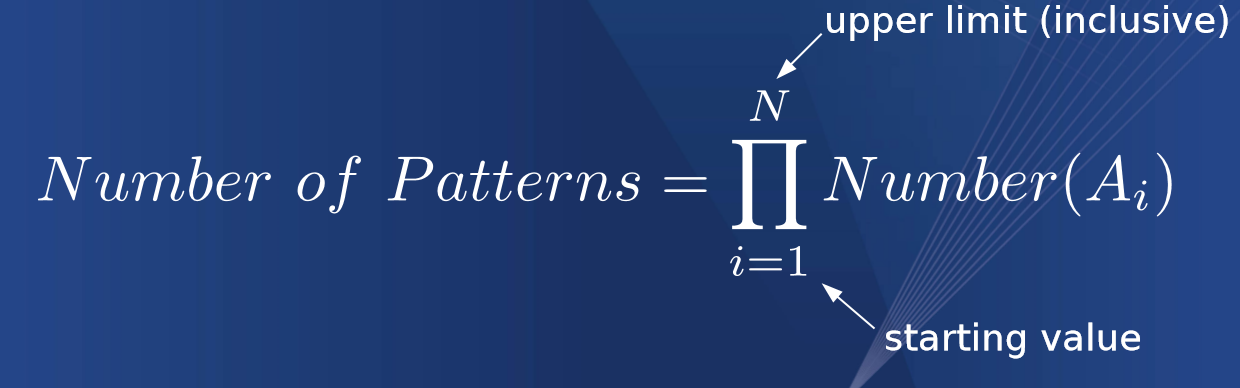 upper limit (inclusive)
N
Number of Patterns = ∏ Number(A_i)
i=1
starting value